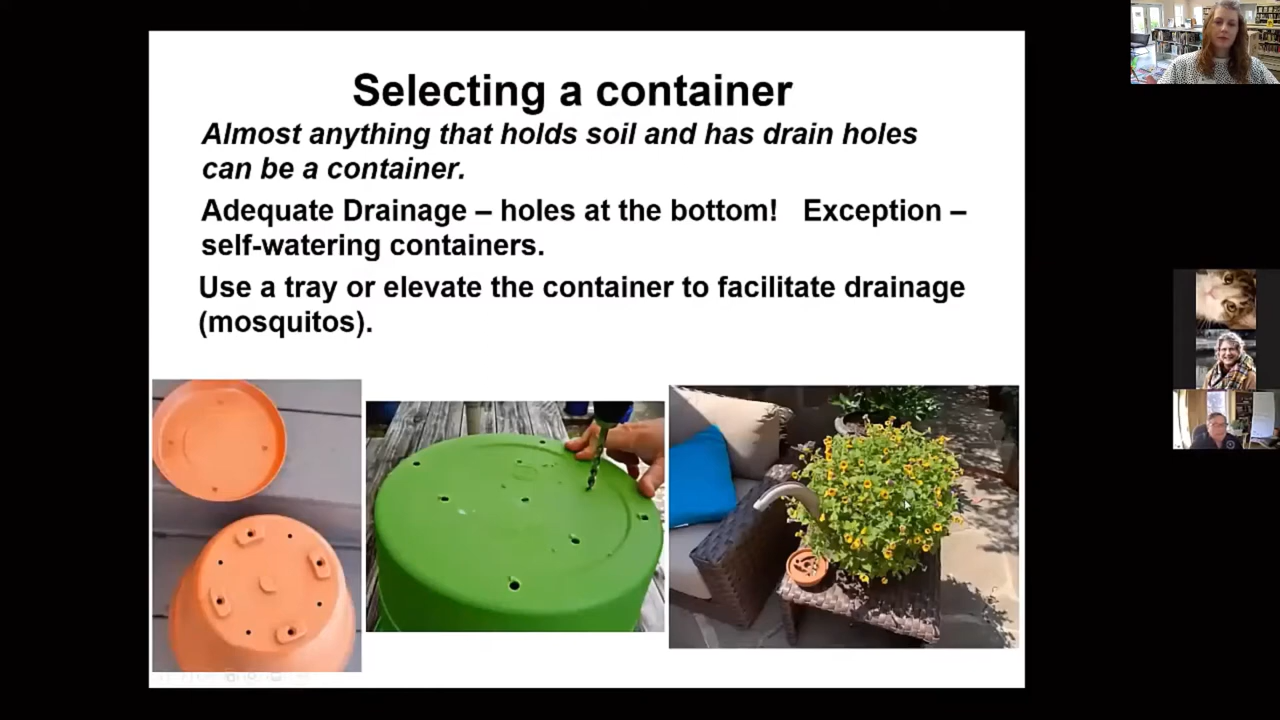 Selecting a container
Almost anything that holds soil and has drain holes
can be a container.
Adequate Drainage – holes at the bottom!   Exception –
self-watering containers.
Use a tray or elevate the container to facilitate drainage
(mosquitos).